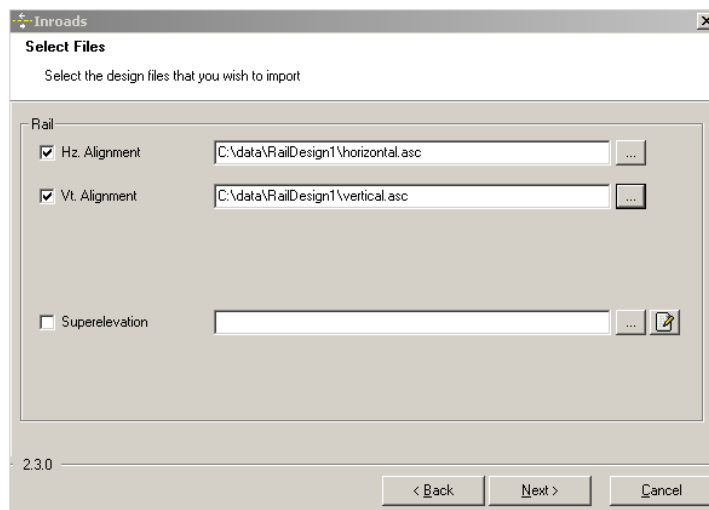 Inroads
Select Files
Select the design files that you wish to import
Rail
Hz. Alignment C:\data\RailDesign1\horizontal.asc ...
Vt. Alignment C:\data\RailDesign1\vertical.asc ...
Superelevation ...
2.3.0
< Back Next > Cancel